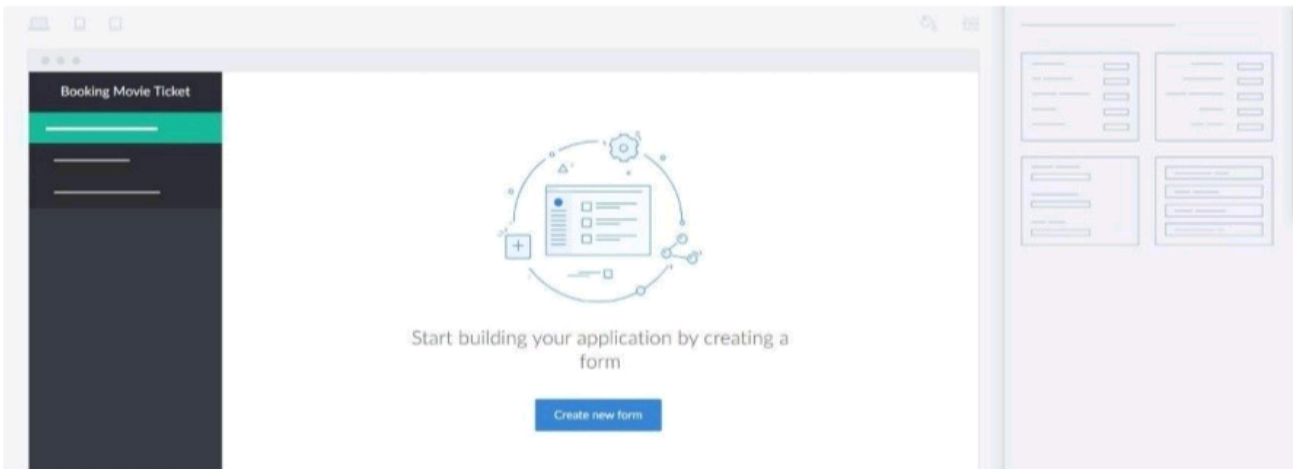 Booking Movie Ticket
Start building your application by creating a
form
Create new form